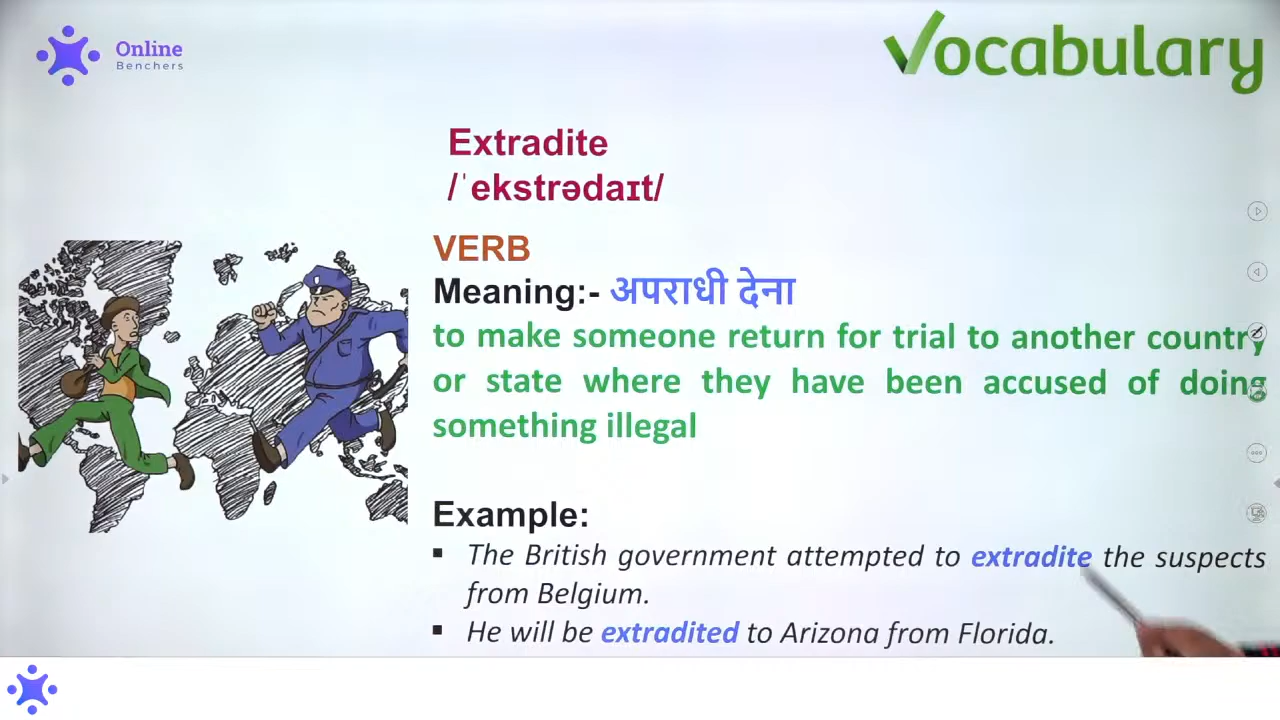 Online
Benchers
Vocabulary
Extradite
/ˈekstrədaɪt/
VERB
Meaning:- अपराधी देना
to make someone return for trial to another country
or state where they have been accused of doing
something illegal
Example:
▪ The British government attempted to extradite the suspects
from Belgium.
▪ He will be extradited to Arizona from Florida.